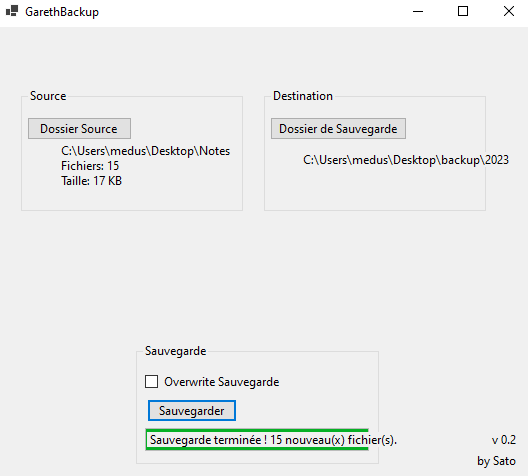 GarethBackup
Source
Dossier Source
C:\Users\medus\Desktop\Notes
Fichiers: 15
Taille: 17 KB
Destination
Dossier de Sauvegarde
C:\Users\medus\Desktop\backup\2023
Sauvegarde
Overwrite Sauvegarde
Sauvegarder
Sauvegarde terminée ! 15 nouveau(x) fichier(s).
v 0.2
by Sato